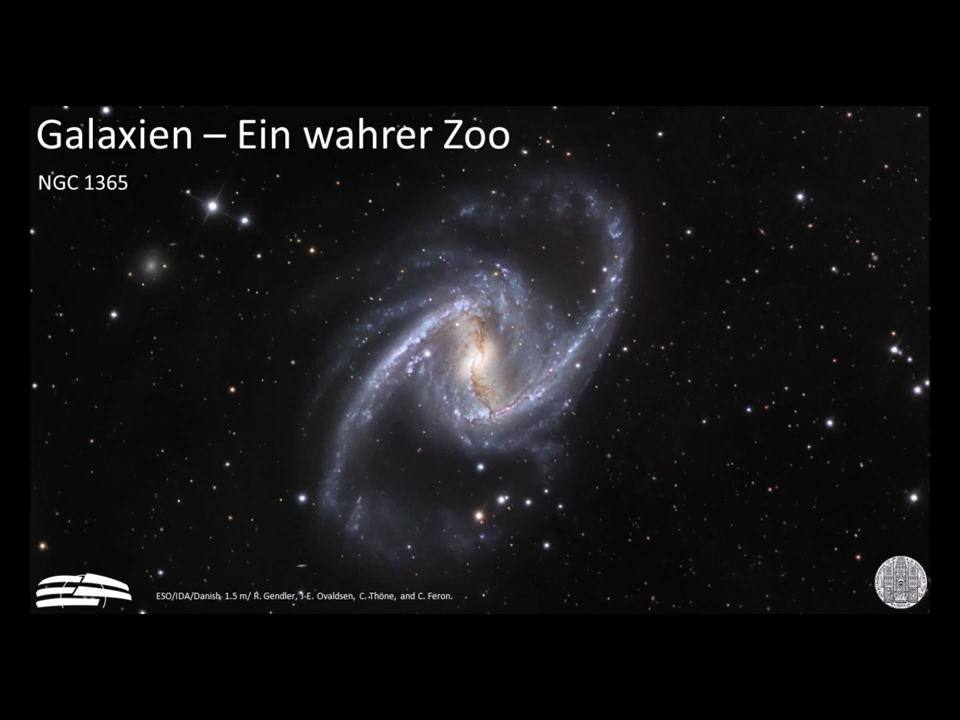 Galaxien – Ein wahrer Zoo
NGC 1365
ESO/IDA/Danish 1.5 m/ R. Gendler, J-E. Ovaldsen, C. Thöne, and C. Feron.